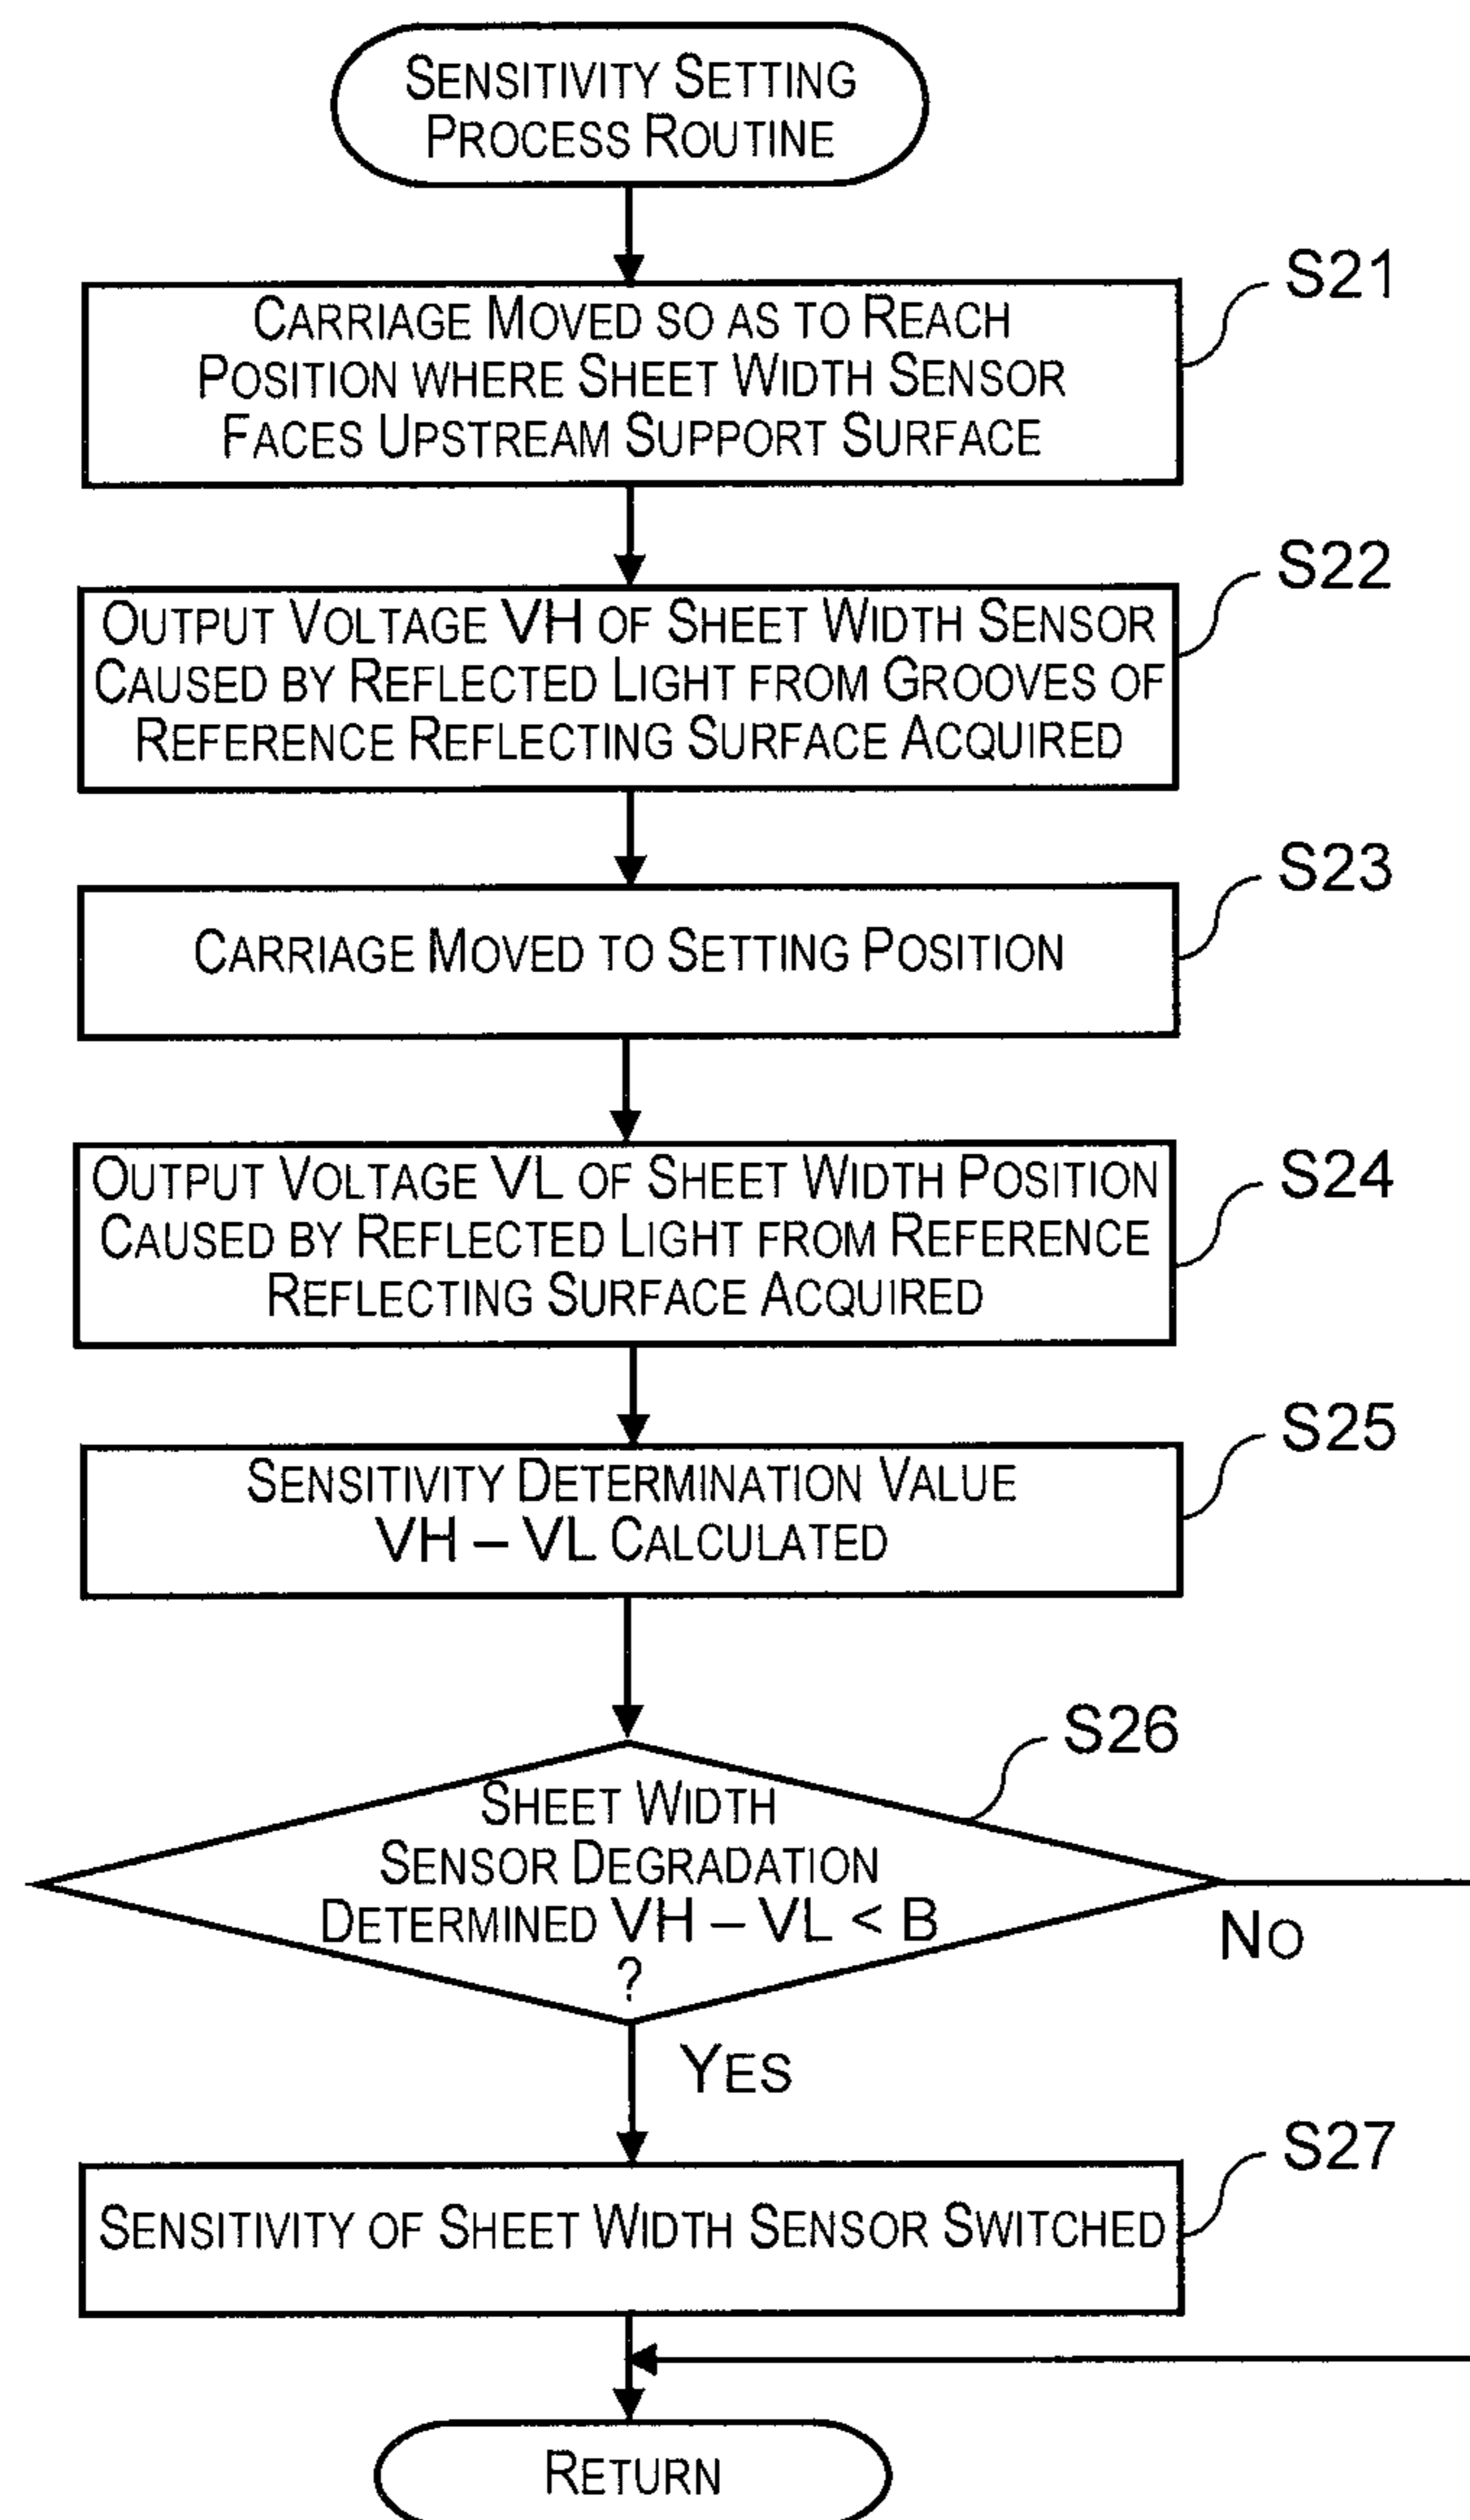 SENSITIVITY SETTING
PROCESS ROUTINE
S21
CARRIAGE MOVED SO AS TO REACH
POSITION WHERE SHEET WIDTH SENSOR
FACES UPSTREAM SUPPORT SURFACE
S22
OUTPUT VOLTAGE VH OF SHEET WIDTH SENSOR
CAUSED BY REFLECTED LIGHT FROM GROOVES OF
REFERENCE REFLECTING SURFACE ACQUIRED
S23
CARRIAGE MOVED TO SETTING POSITION
S24
OUTPUT VOLTAGE VL OF SHEET WIDTH POSITION
CAUSED BY REFLECTED LIGHT FROM REFERENCE
REFLECTING SURFACE ACQUIRED
S25
SENSITIVITY DETERMINATION VALUE
VH – VL CALCULATED
S26
SHEET WIDTH
SENSOR DEGRADATION
DETERMINED VH – VL < B
?
NO
YES
S27
SENSITIVITY OF SHEET WIDTH SENSOR SWITCHED
RETURN